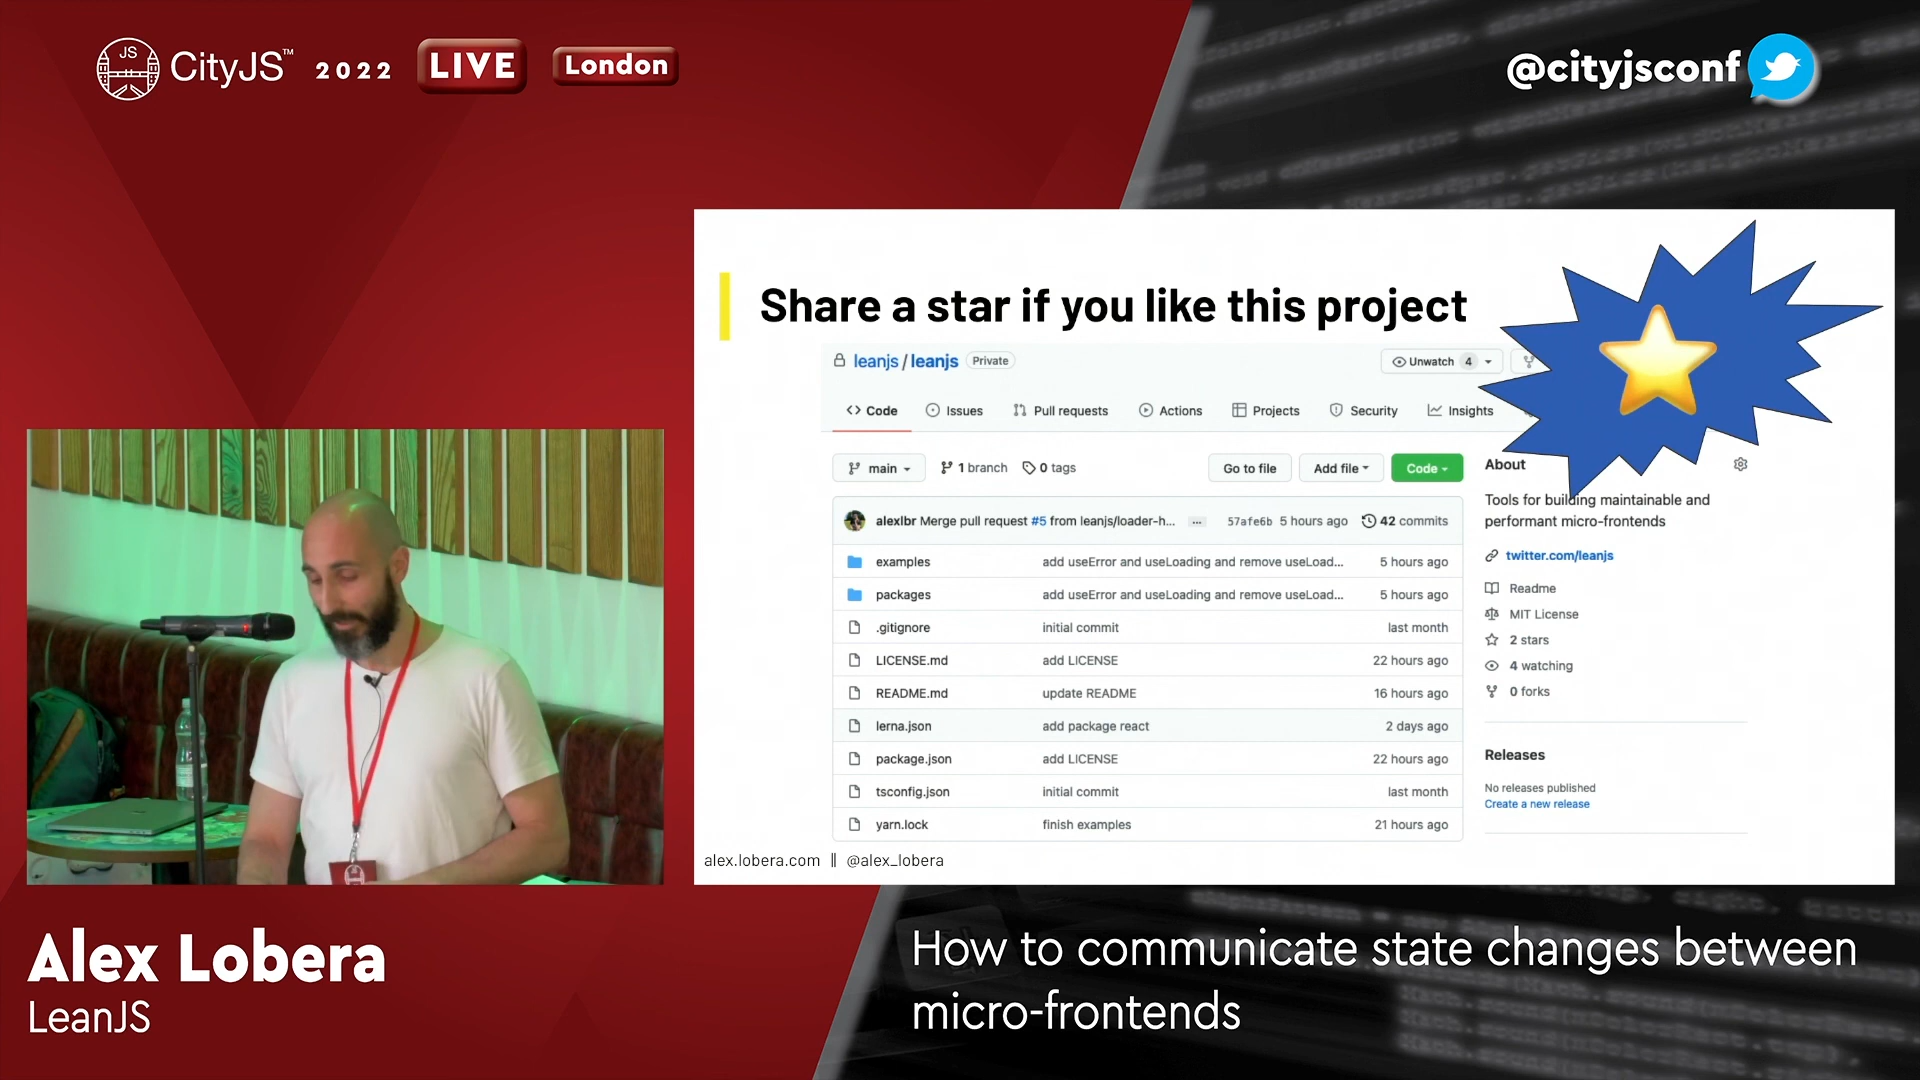 JS
CityJS™ 2022 LIVE London
@cityjsconf
Share a star if you like this project
leanjs / leanjs Private
Unwatch 4
Code Issues Pull requests Actions Projects Security Insights
main 1 branch 0 tags Go to file Add file Code
alexlbr Merge pull request #5 from leanjs/loader-h... ... 57afe6b 5 hours ago 42 commits
examples add useError and useLoading and remove useLoad... 5 hours ago
packages add useError and useLoading and remove useLoad... 5 hours ago
.gitignore initial commit last month
LICENSE.md add LICENSE 22 hours ago
README.md update README 16 hours ago
lerna.json add package react 2 days ago
package.json add LICENSE 22 hours ago
tsconfig.json initial commit last month
yarn.lock finish examples 21 hours ago
About
Tools for building maintainable and
performant micro-frontends
twitter.com/leanjs
Readme
MIT License
2 stars
4 watching
0 forks
Releases
No releases published
Create a new release
alex.lobera.com || @alex_lobera
Alex Lobera
LeanJS
How to communicate state changes between
micro-frontends